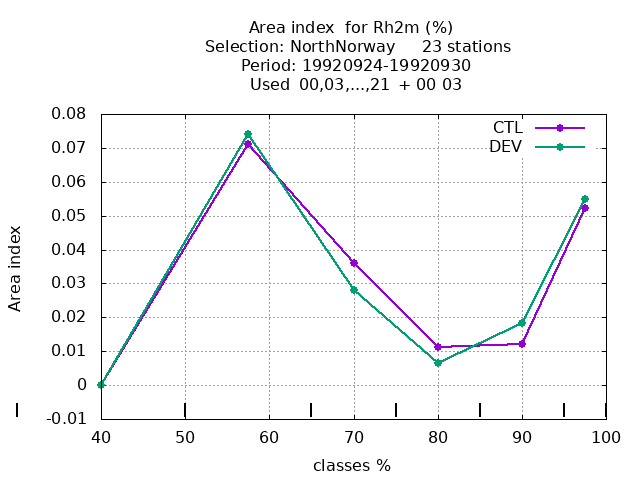 Area index  for Rh2m (%)
Selection: NorthNorway     23 stations
Period: 19920924-19920930
Used  00,03,...,21  + 00 03
CTL
DEV
0.08
0.07
0.06
0.05
0.04
0.03
0.02
0.01
0
-0.01
Area index
40 50 60 70 80 90 100
classes %